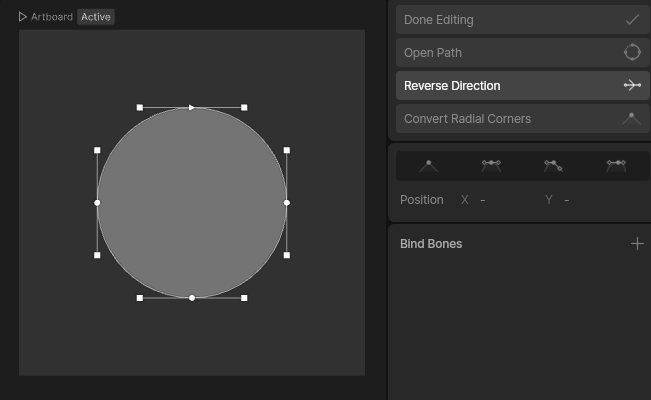 Artboard Active
Done Editing
Open Path
Reverse Direction
Convert Radial Corners
Position X - Y -
Bind Bones